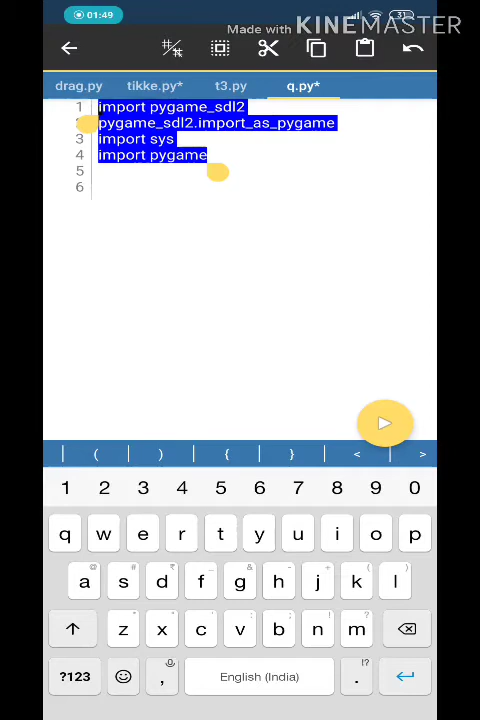 01:49
31
Made with KINEMASTER
drag.py
tikke.py*
t3.py
q.py*
1 import pygame_sdl2
2 pygame_sdl2.import_as_pygame
3 import sys
4 import pygame
5
6
( ) { } < >
1 2 3 4 5 6 7 8 9 0
q w e r t y u i o p
@ # ₹ _ & - + ( )
a s d f g h j k l
* " ' : ; ! ?
z x c v b n m
?123 , English (India) . !?